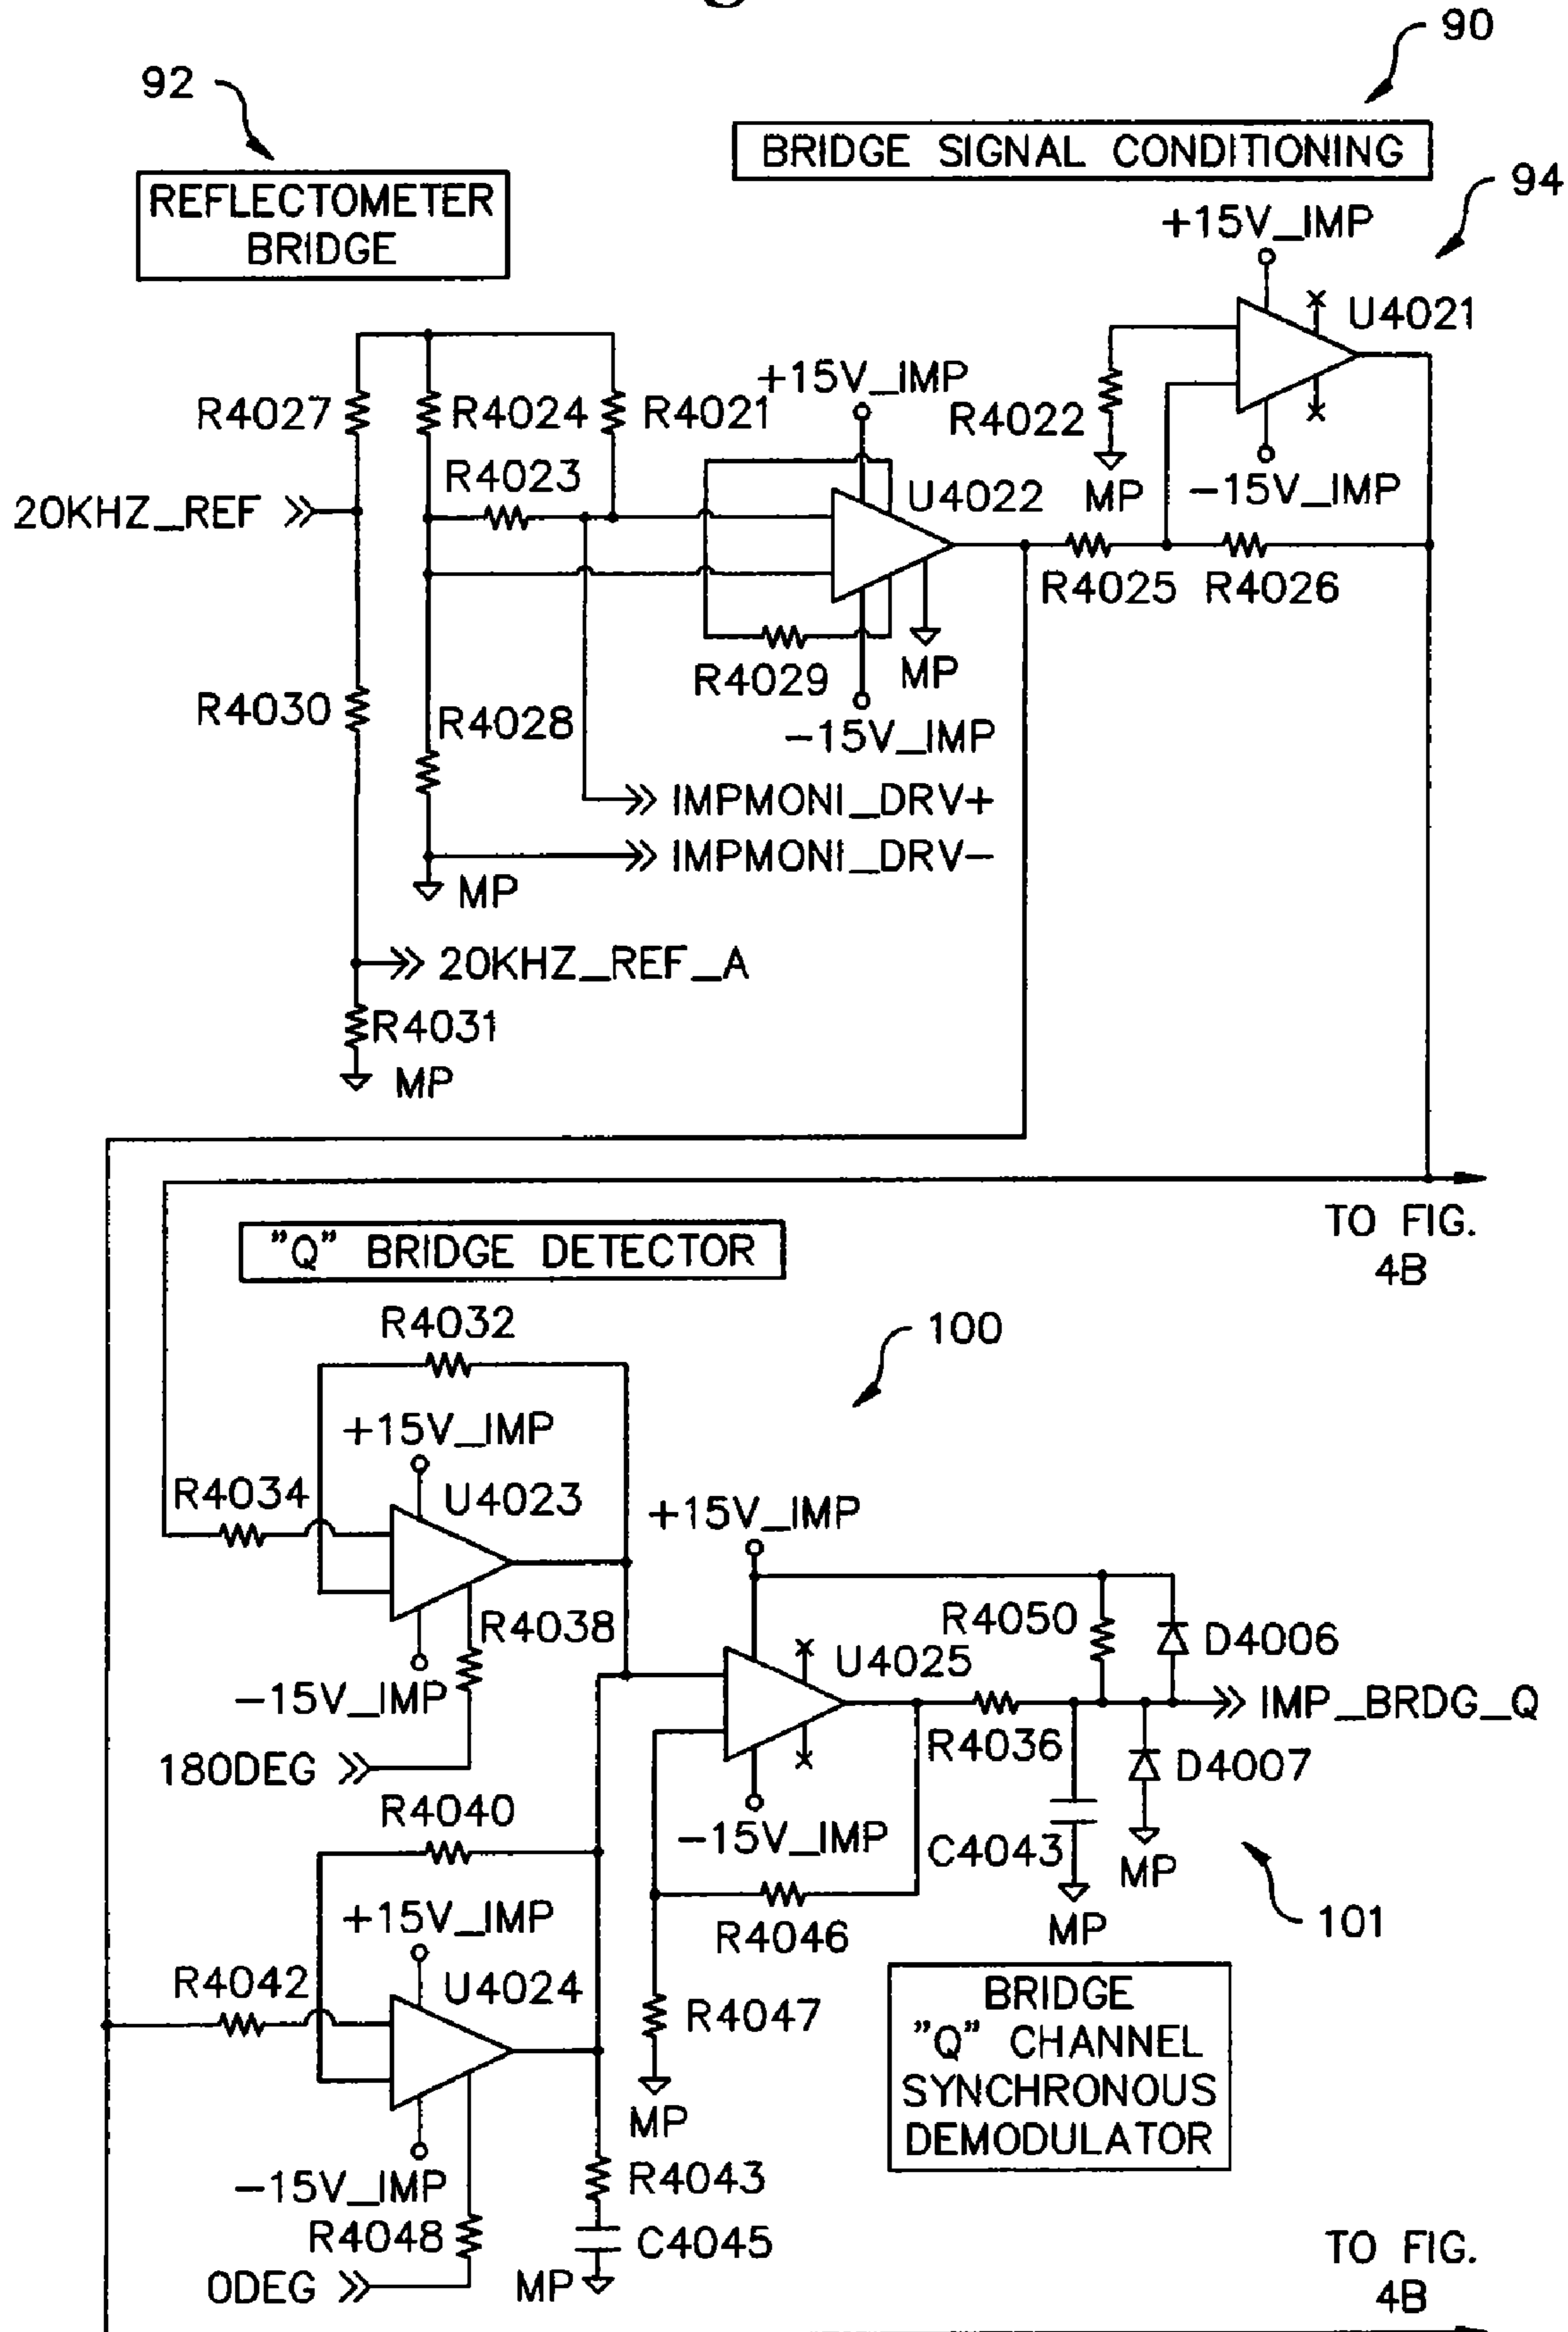 90
92
BRIDGE SIGNAL CONDITIONING
94
REFLECTOMETER
BRIDGE
+15V_IMP
U4021
R4027
R4024
R4021
+15V_IMP
R4022
R4023
20KHZ_REF
U4022
MP
-15V_IMP
R4025
R4026
R4029
MP
R4030
R4028
-15V_IMP
IMPMONI_DRV+
IMPMONI_DRV-
MP
20KHZ_REF_A
R4031
MP
TO FIG.
4B
"Q" BRIDGE DETECTOR
R4032
100
+15V_IMP
R4034
U4023
+15V_IMP
R4038
R4050
D4006
U4025
-15V_IMP
IMP_BRDG_Q
R4036
180DEG
D4007
R4040
-15V_IMP
C4043
MP
+15V_IMP
MP
101
R4046
R4042
U4024
R4047
BRIDGE
"Q" CHANNEL
SYNCHRONOUS
DEMODULATOR
MP
-15V_IMP
R4043
R4048
C4045
0DEG
MP
TO FIG.
4B